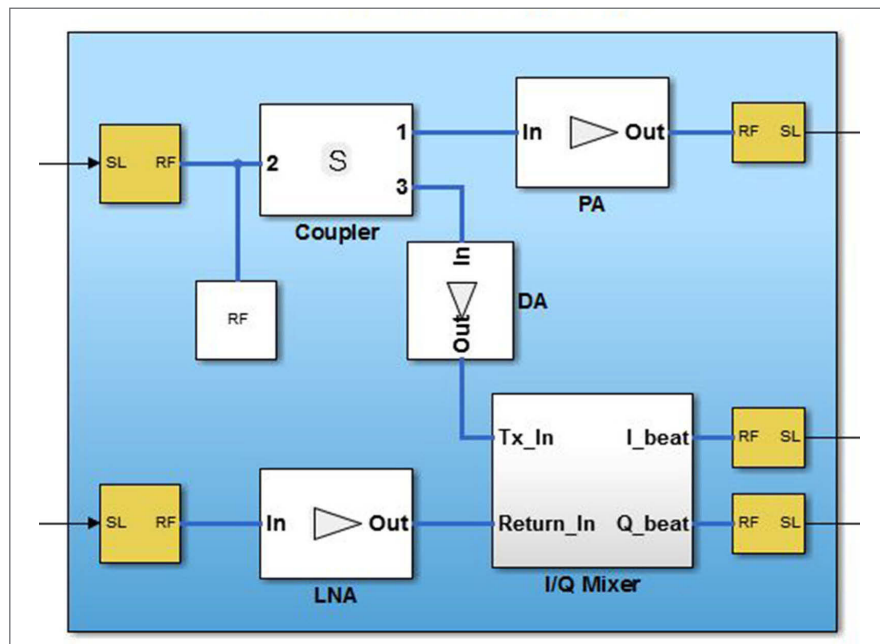 SL RF
2 S 1
3
Coupler
In Out
PA
RF SL
RF
In
Out
DA
Tx_In I_beat
Return_In Q_beat
I/Q Mixer
RF SL
RF SL
SL RF
In Out
LNA